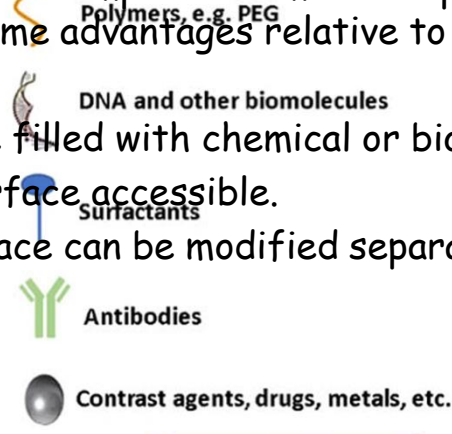 Polymers, e.g. PEG
me advantages relative to
DNA and other biomolecules
filled with chemical or bio
rface accessible.
Surfactants
ace can be modified separa
Antibodies
Contrast agents, drugs, metals, etc.